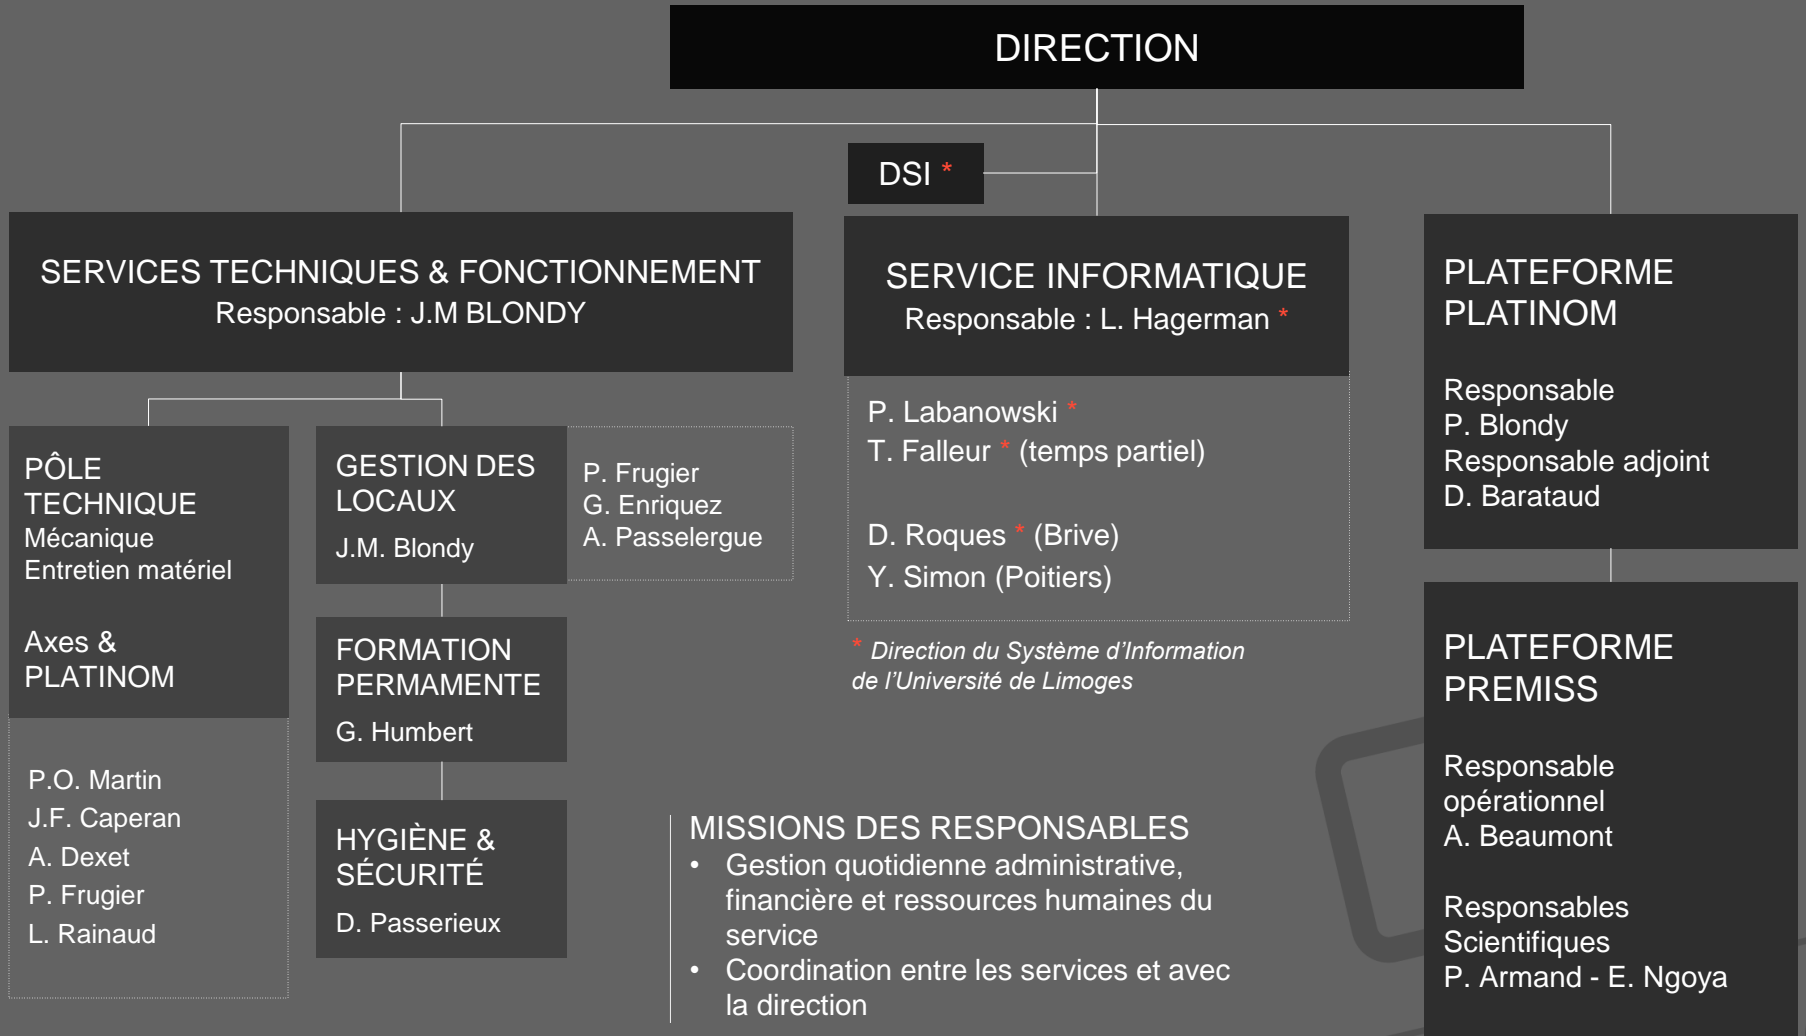 DIRECTION
DSI *
SERVICES TECHNIQUES & FONCTIONNEMENT
Responsable : J.M BLONDY
PÔLE
TECHNIQUE
Mécanique
Entretien matériel
Axes &
PLATINOM
P.O. Martin
J.F. Caperan
A. Dexet
P. Frugier
L. Rainaud
GESTION DES
LOCAUX
J.M. Blondy
P. Frugier
G. Enriquez
A. Passelergue
FORMATION
PERMAMENTE
G. Humbert
HYGIÈNE &
SÉCURITÉ
D. Passerieux
SERVICE INFORMATIQUE
Responsable : L. Hagerman *
P. Labanowski *
T. Falleur * (temps partiel)
D. Roques * (Brive)
Y. Simon (Poitiers)
* Direction du Système d'Information
de l'Université de Limoges
MISSIONS DES RESPONSABLES
• Gestion quotidienne administrative,
financière et ressources humaines du
service
• Coordination entre les services et avec
la direction
PLATEFORME
PLATINOM
Responsable
P. Blondy
Responsable adjoint
D. Barataud
PLATEFORME
PREMISS
Responsable
opérationnel
A. Beaumont
Responsables
Scientifiques
P. Armand - E. Ngoya